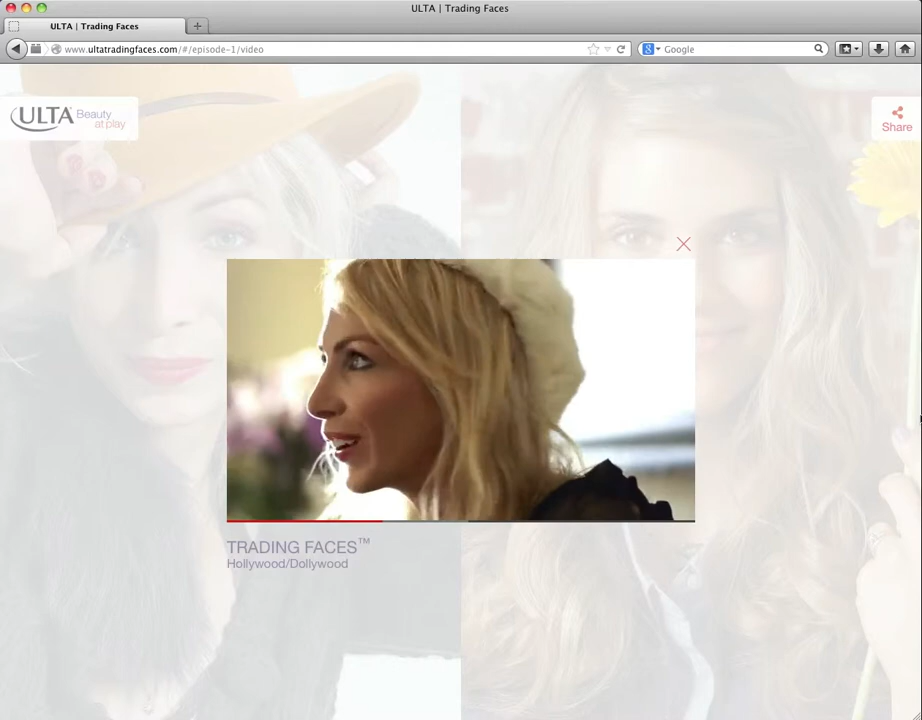 ULTA | Trading Faces
ULTA | Trading Faces
www.ultatradingfaces.com/#/episode-1/video
Google
ULTA Beauty
at play
Share
TRADING FACES™
Hollywood/Dollywood